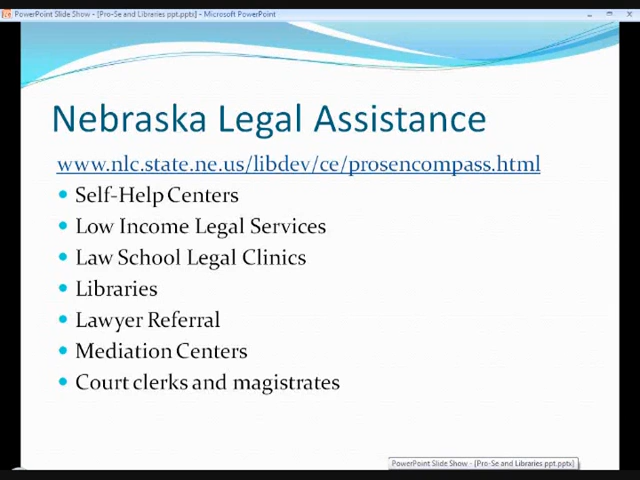 PowerPoint Slide Show - [Pro-Se and Libraries ppt.pptx] - Microsoft PowerPoint
Nebraska Legal Assistance
www.nlc.state.ne.us/libdev/ce/prosencompass.html
• Self-Help Centers
• Low Income Legal Services
• Law School Legal Clinics
• Libraries
• Lawyer Referral
• Mediation Centers
• Court clerks and magistrates
PowerPoint Slide Show - [Pro-Se and Libraries ppt.pptx]